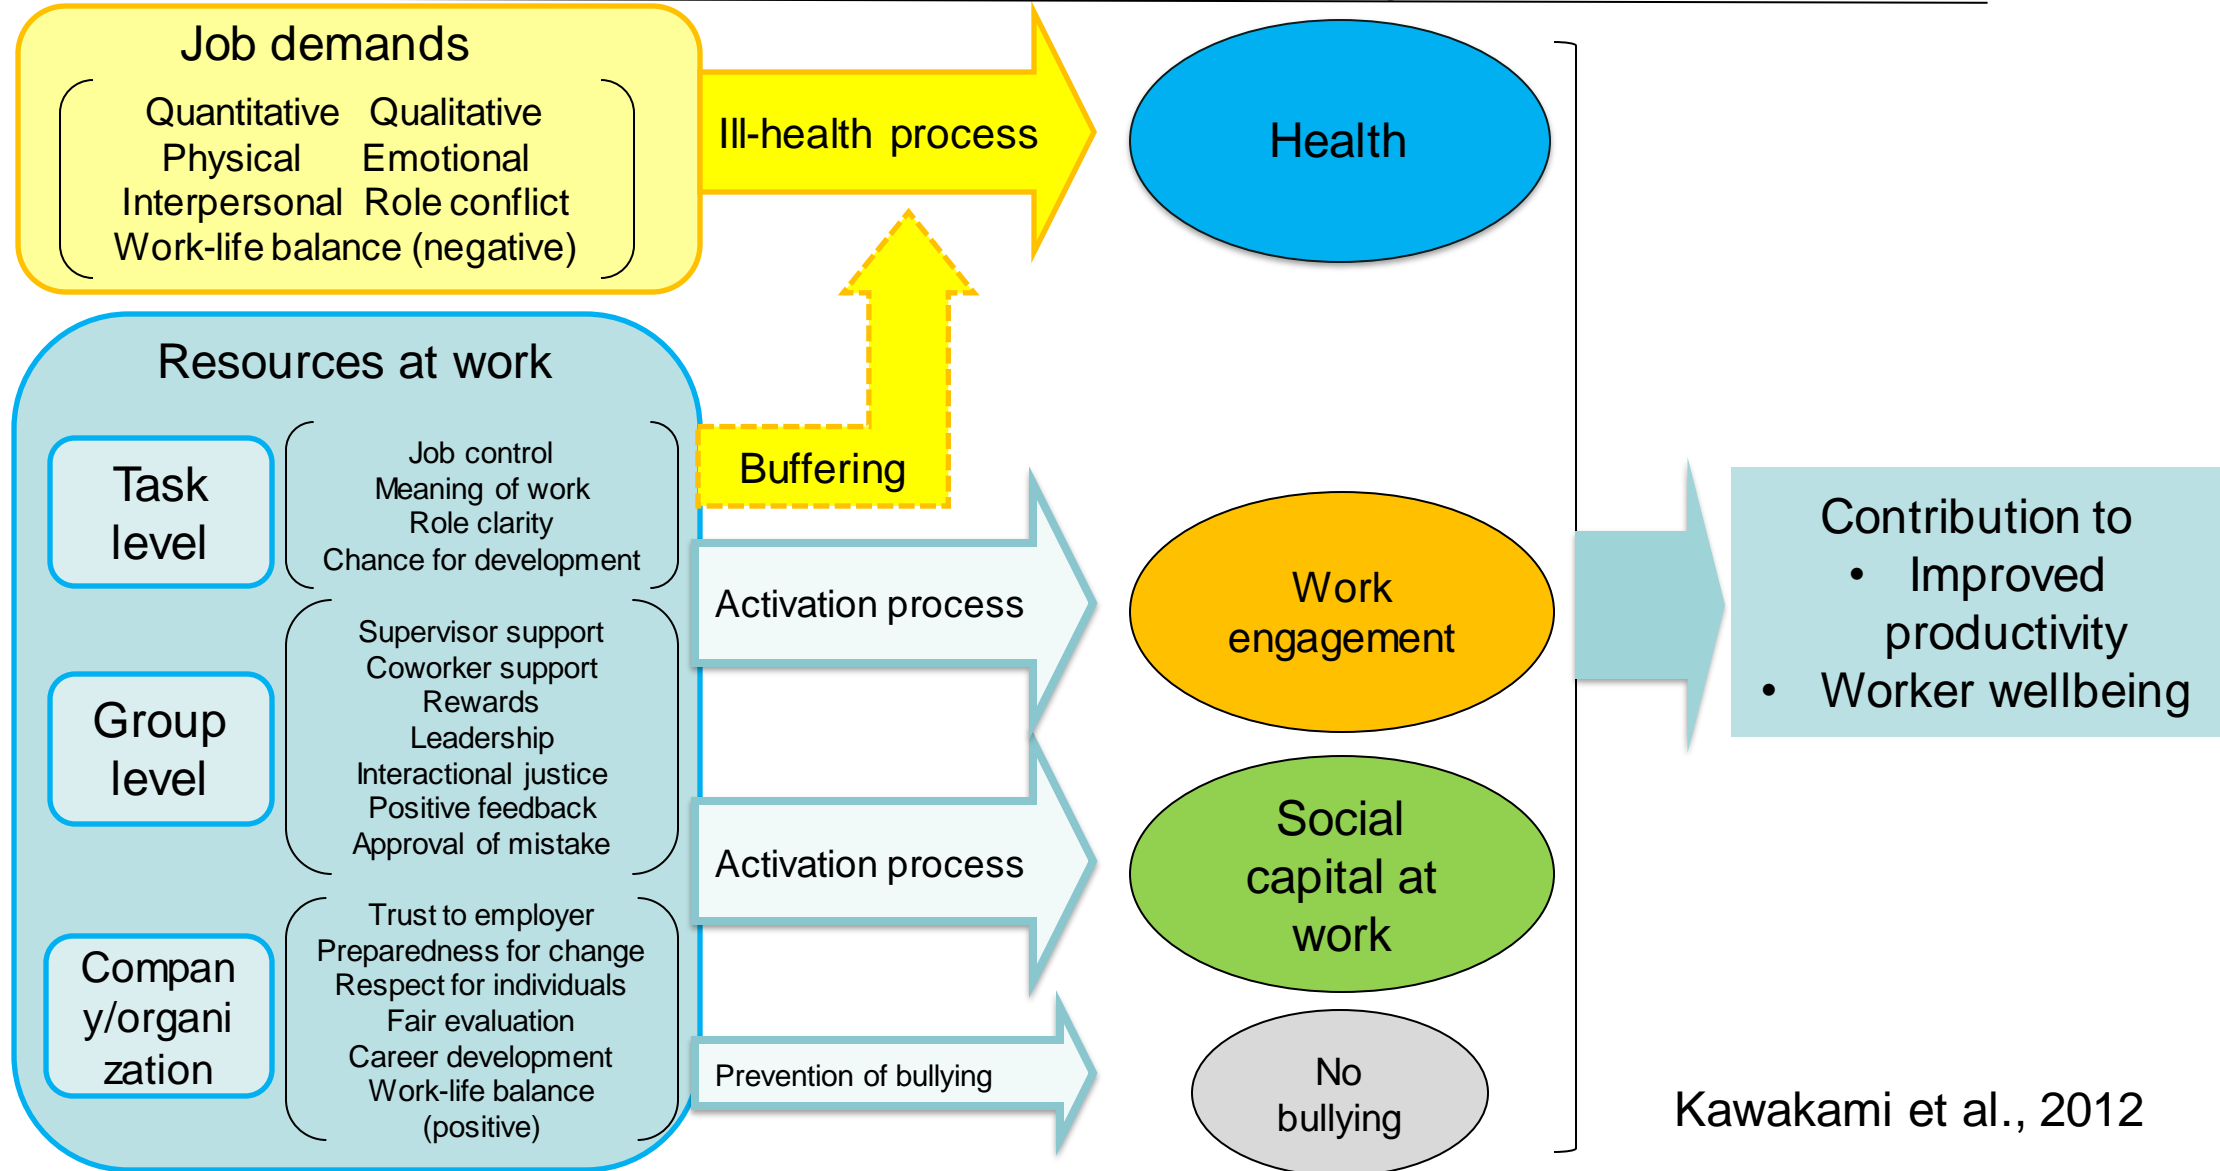 Job demands
Quantitative Qualitative
Physical Emotional
Interpersonal Role conflict
Work-life balance (negative)
Ill-health process
Health
Resources at work
Task
level
Job control
Meaning of work
Role clarity
Chance for development
Buffering
Activation process
Work
engagement
Group
level
Supervisor support
Coworker support
Rewards
Leadership
Interactional justice
Positive feedback
Approval of mistake
Activation process
Social
capital at
work
Compan
y/organi
zation
Trust to employer
Preparedness for change
Respect for individuals
Fair evaluation
Career development
Work-life balance
(positive)
Prevention of bullying
No
bullying
Contribution to
• Improved
productivity
• Worker wellbeing
Kawakami et al., 2012